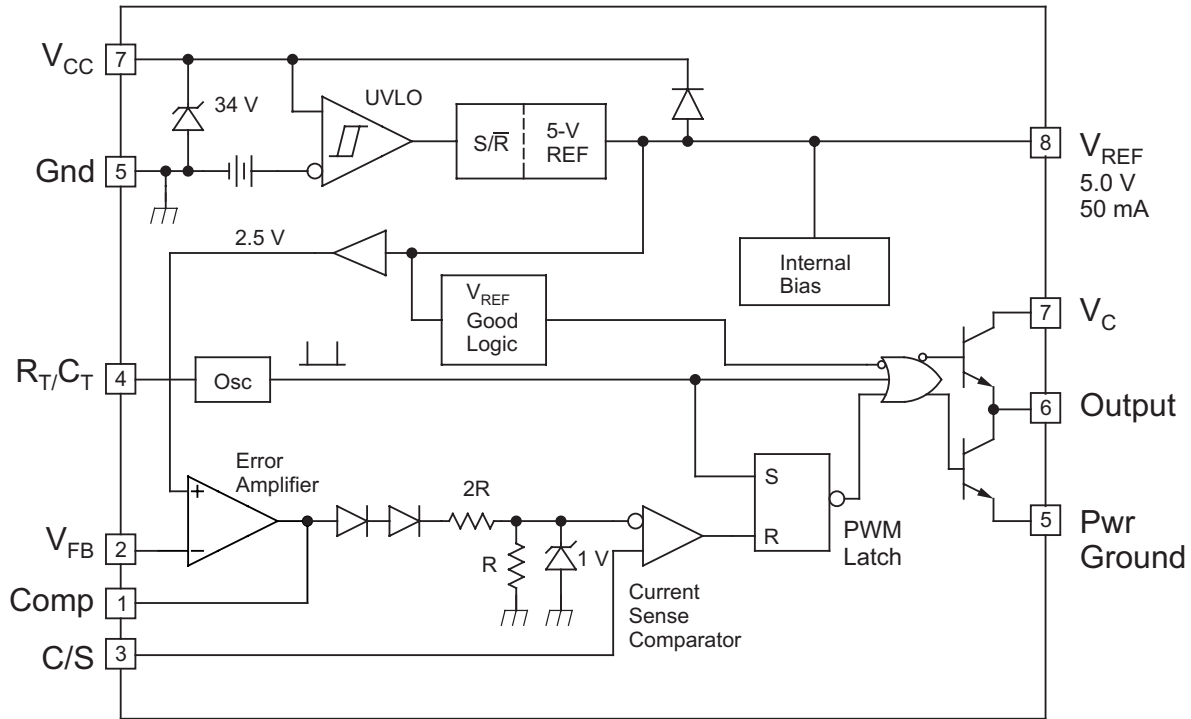 V_CC
7
34 V
UVLO
S/R̅
5-V
REF
8
V_REF
5.0 V
50 mA
Gnd
5
2.5 V
Internal
Bias
V_REF
Good
Logic
7
V_C
R_T/C_T
4
Osc
6
Output
Error
Amplifier
+
−
2R
S
R
PWM
Latch
5
Pwr
Ground
V_FB
2
R
1 V
Current
Sense
Comparator
Comp
1
C/S
3